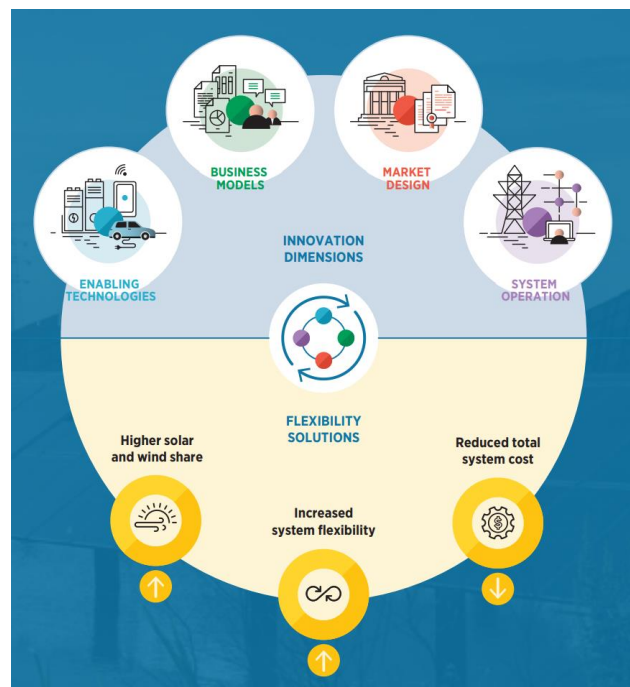 BUSINESS
MODELS
MARKET
DESIGN
ENABLING
TECHNOLOGIES
INNOVATION
DIMENSIONS
SYSTEM
OPERATION
FLEXIBILITY
SOLUTIONS
Higher solar
and wind share
Increased
system flexibility
Reduced total
system cost